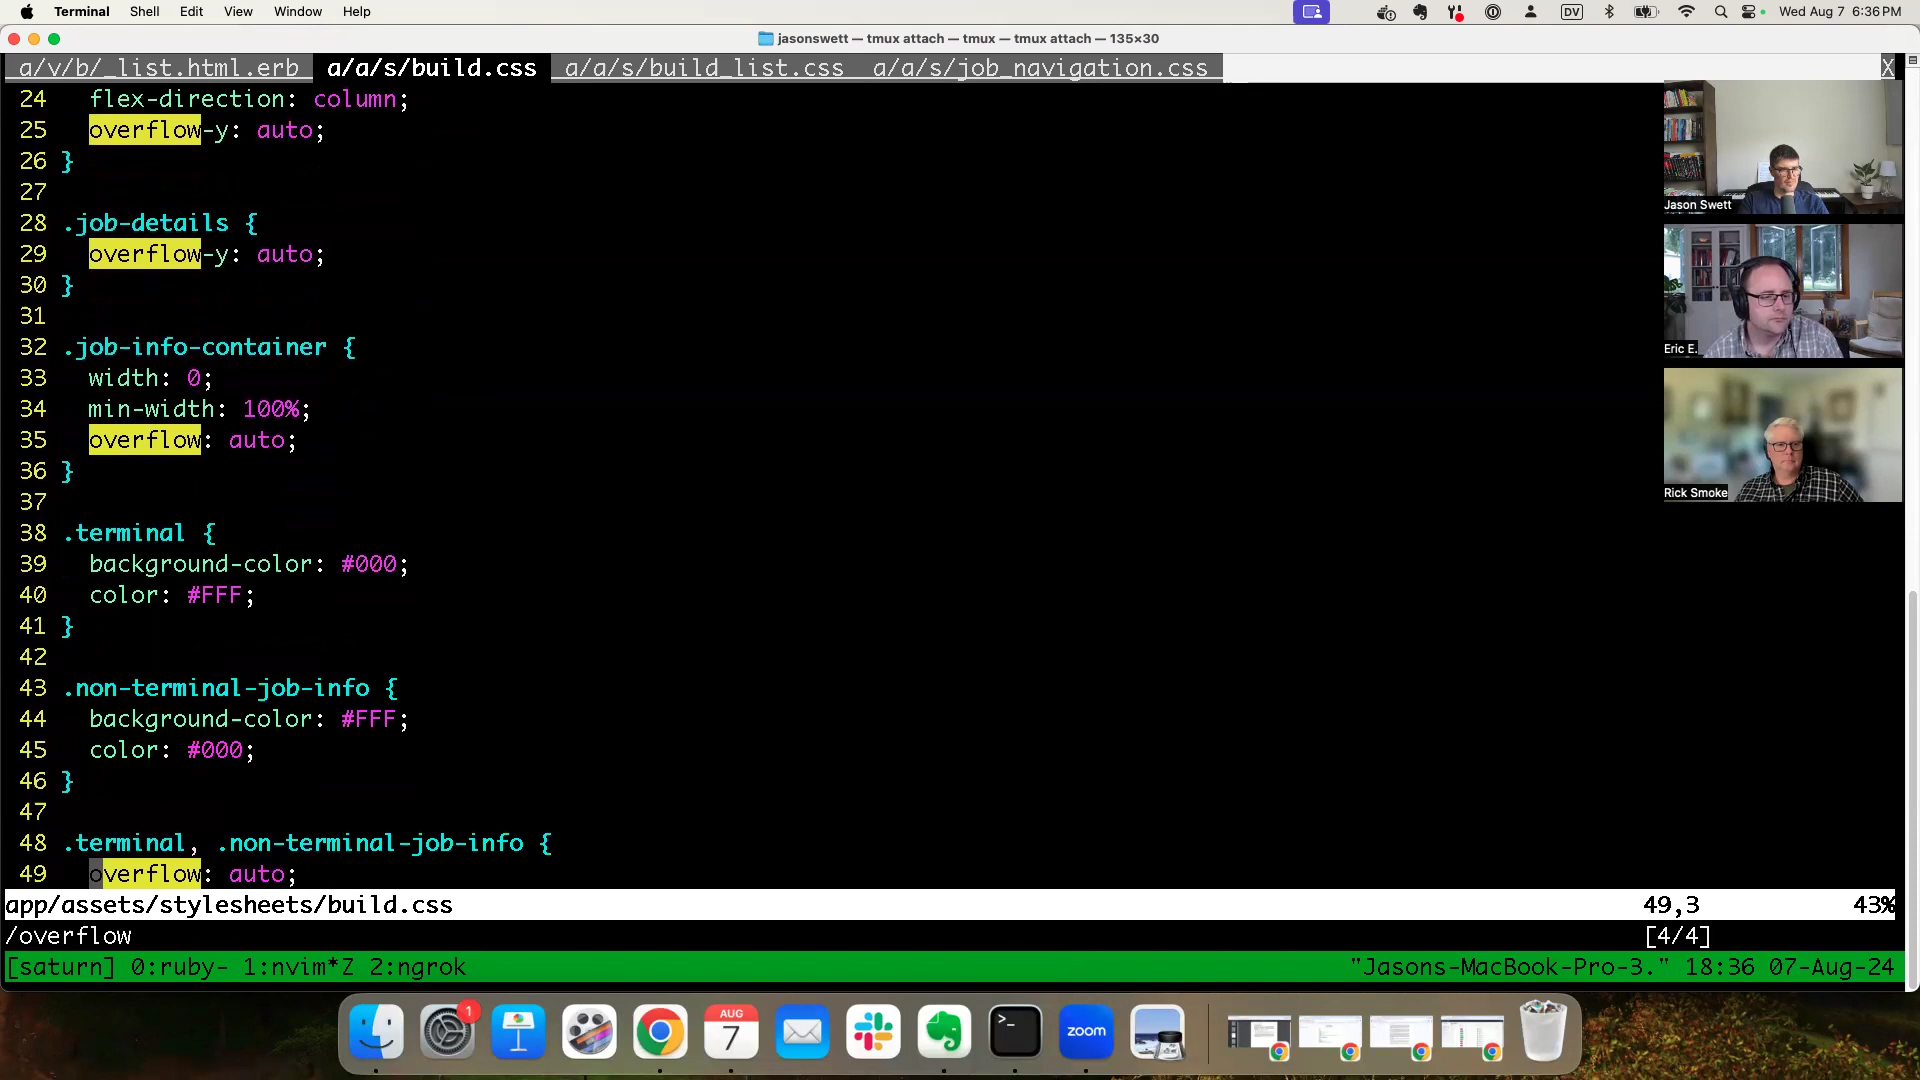 Terminal Shell Edit View Window Help DV Wed Aug 7 6:36 PM
jasonswett — tmux attach — tmux — tmux attach — 135×30
a/v/b/_list.html.erb a/a/s/build.css a/a/s/build_list.css a/a/s/job_navigation.css X
24 flex-direction: column;
25 overflow-y: auto;
26 }
27
28 .job-details {
29 overflow-y: auto;
30 }
31
32 .job-info-container {
33 width: 0;
34 min-width: 100%;
35 overflow: auto;
36 }
37
38 .terminal {
39 background-color: #000;
40 color: #FFF;
41 }
42
43 .non-terminal-job-info {
44 background-color: #FFF;
45 color: #000;
46 }
47
48 .terminal, .non-terminal-job-info {
49 overflow: auto;
app/assets/stylesheets/build.css 49,3 43%
/overflow [4/4]
[saturn] 0:ruby- 1:nvim*Z 2:ngrok "Jasons-MacBook-Pro-3." 18:36 07-Aug-24
Jason Swett
Eric E.
Rick Smoke
1
AUG
7
>_
zoom